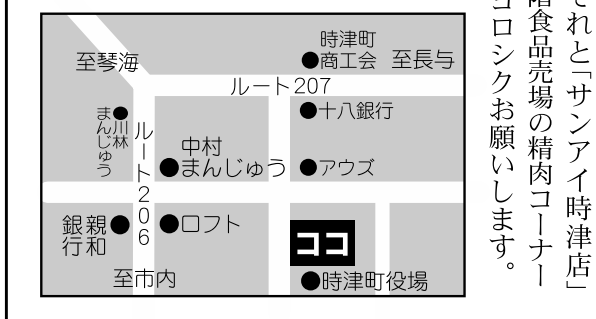 それと「サンアイ時津店」
階食品売場の精肉コーナー
ヨロシクお願いします。
至琴海
時津町
商工会
至長与
ルート207
川林
まんじゅう
ルート206
十八銀行
中村
まんじゅう
アウズ
親和
銀行
ロフト
ココ
至市内
時津町役場